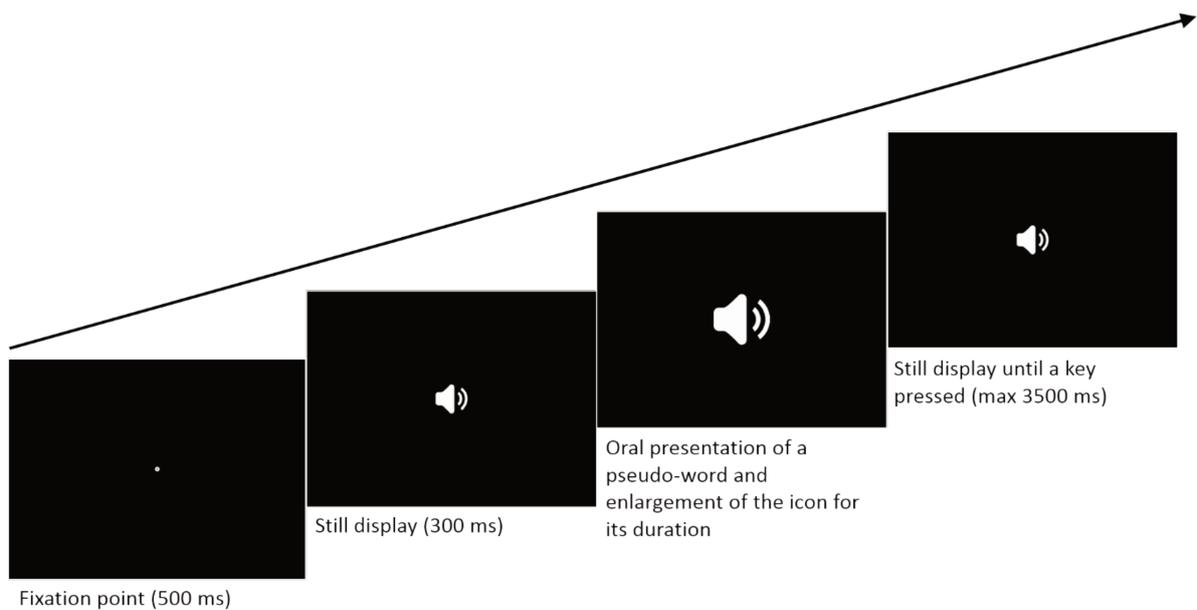 Fixation point (500 ms)
Still display (300 ms)
Oral presentation of a
pseudo-word and
enlargement of the icon for
its duration
Still display until a key
pressed (max 3500 ms)